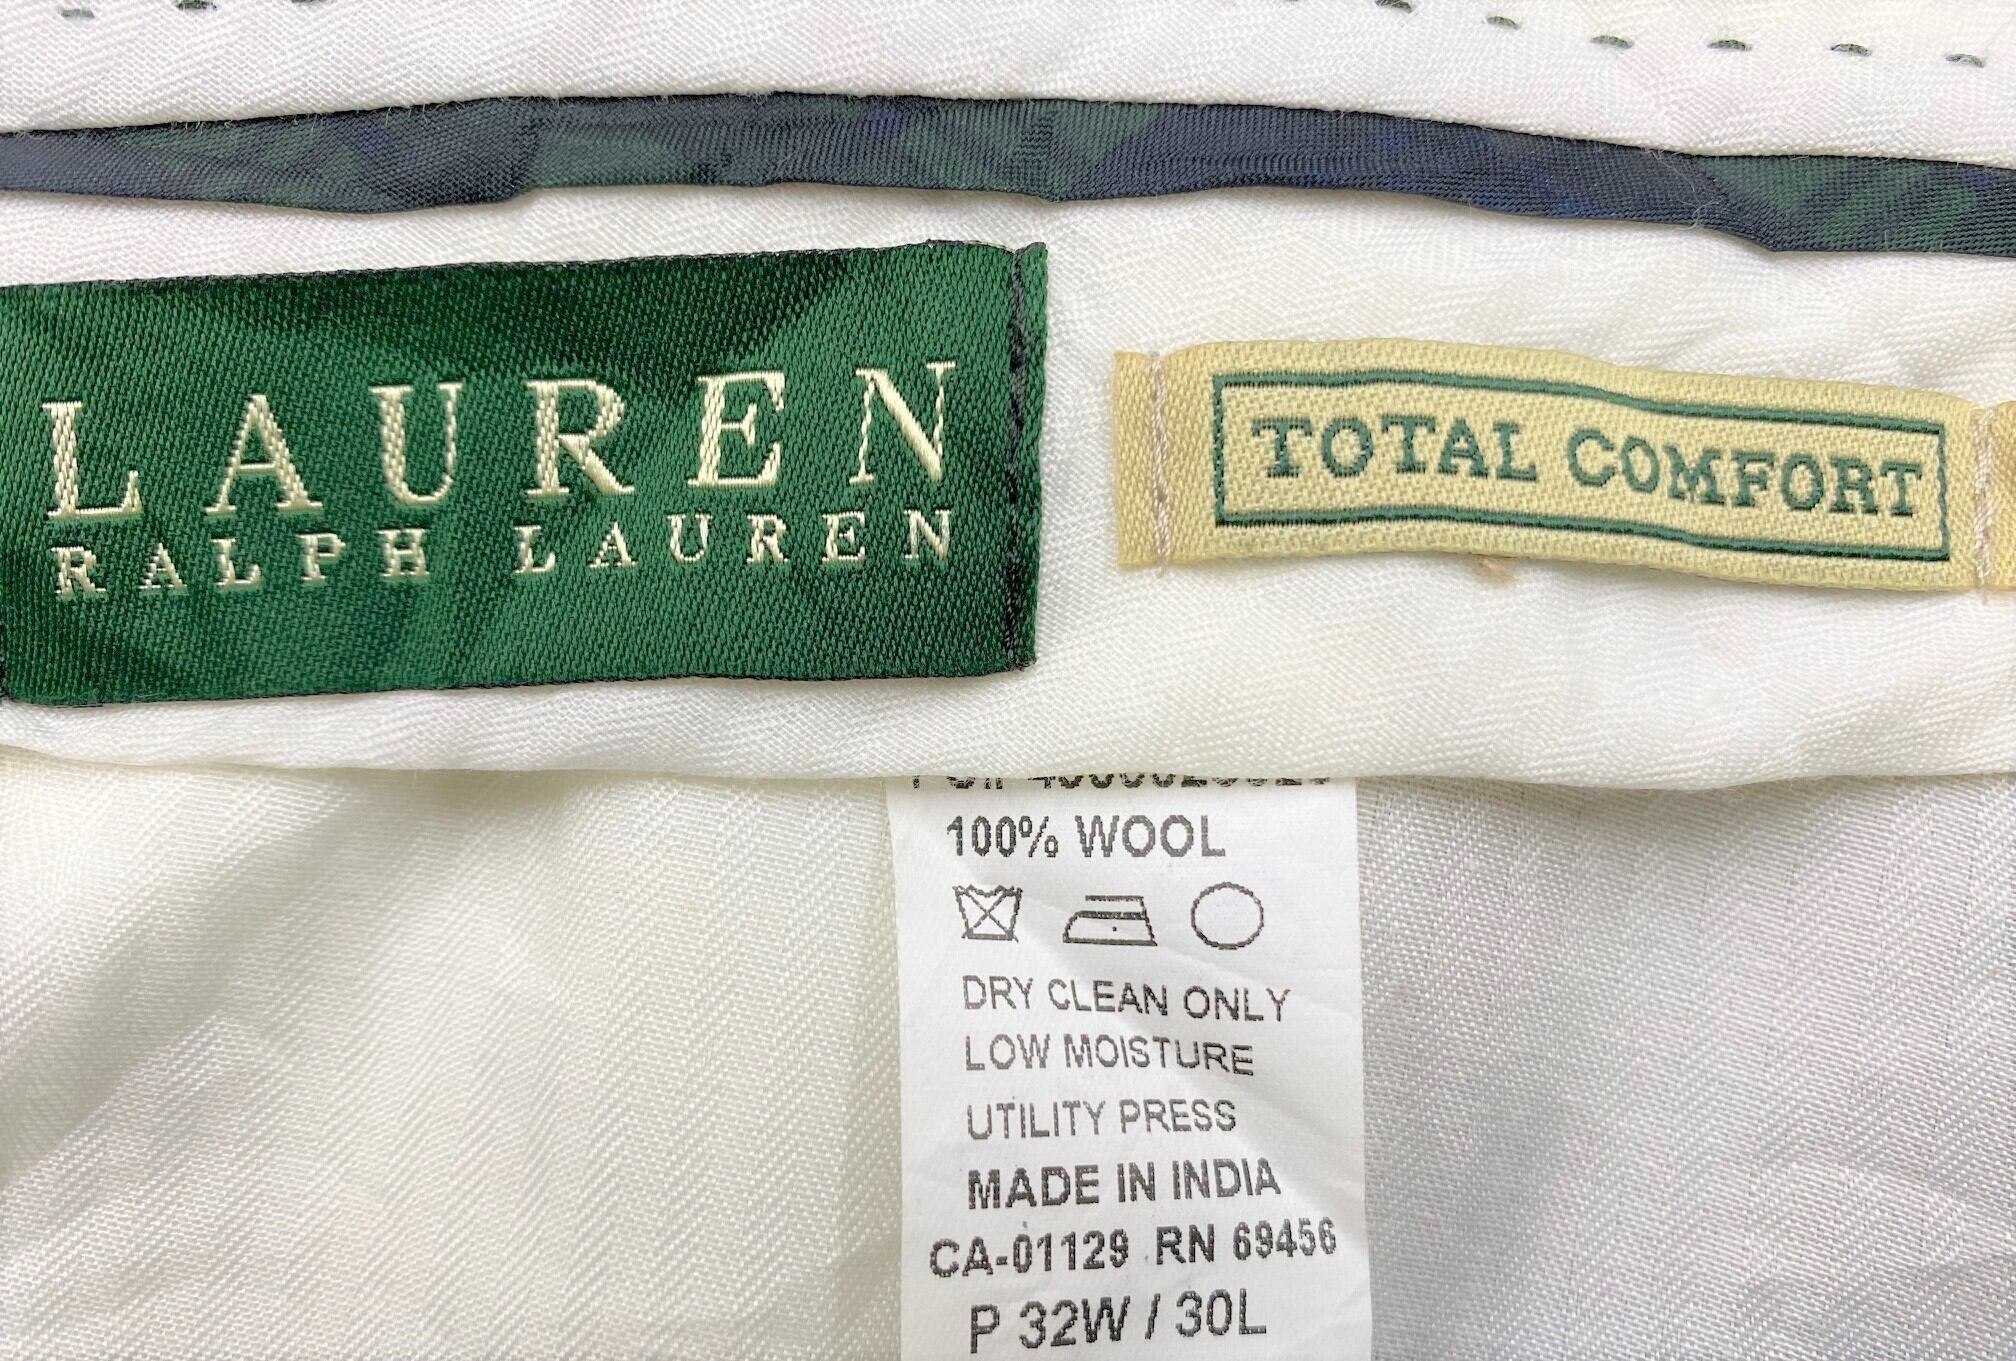 LAUREN
RALPH LAUREN
TOTAL COMFORT
100% WOOL
DRY CLEAN ONLY
LOW MOISTURE
UTILITY PRESS
MADE IN INDIA
CA-01129 RN 69456
P 32W / 30L